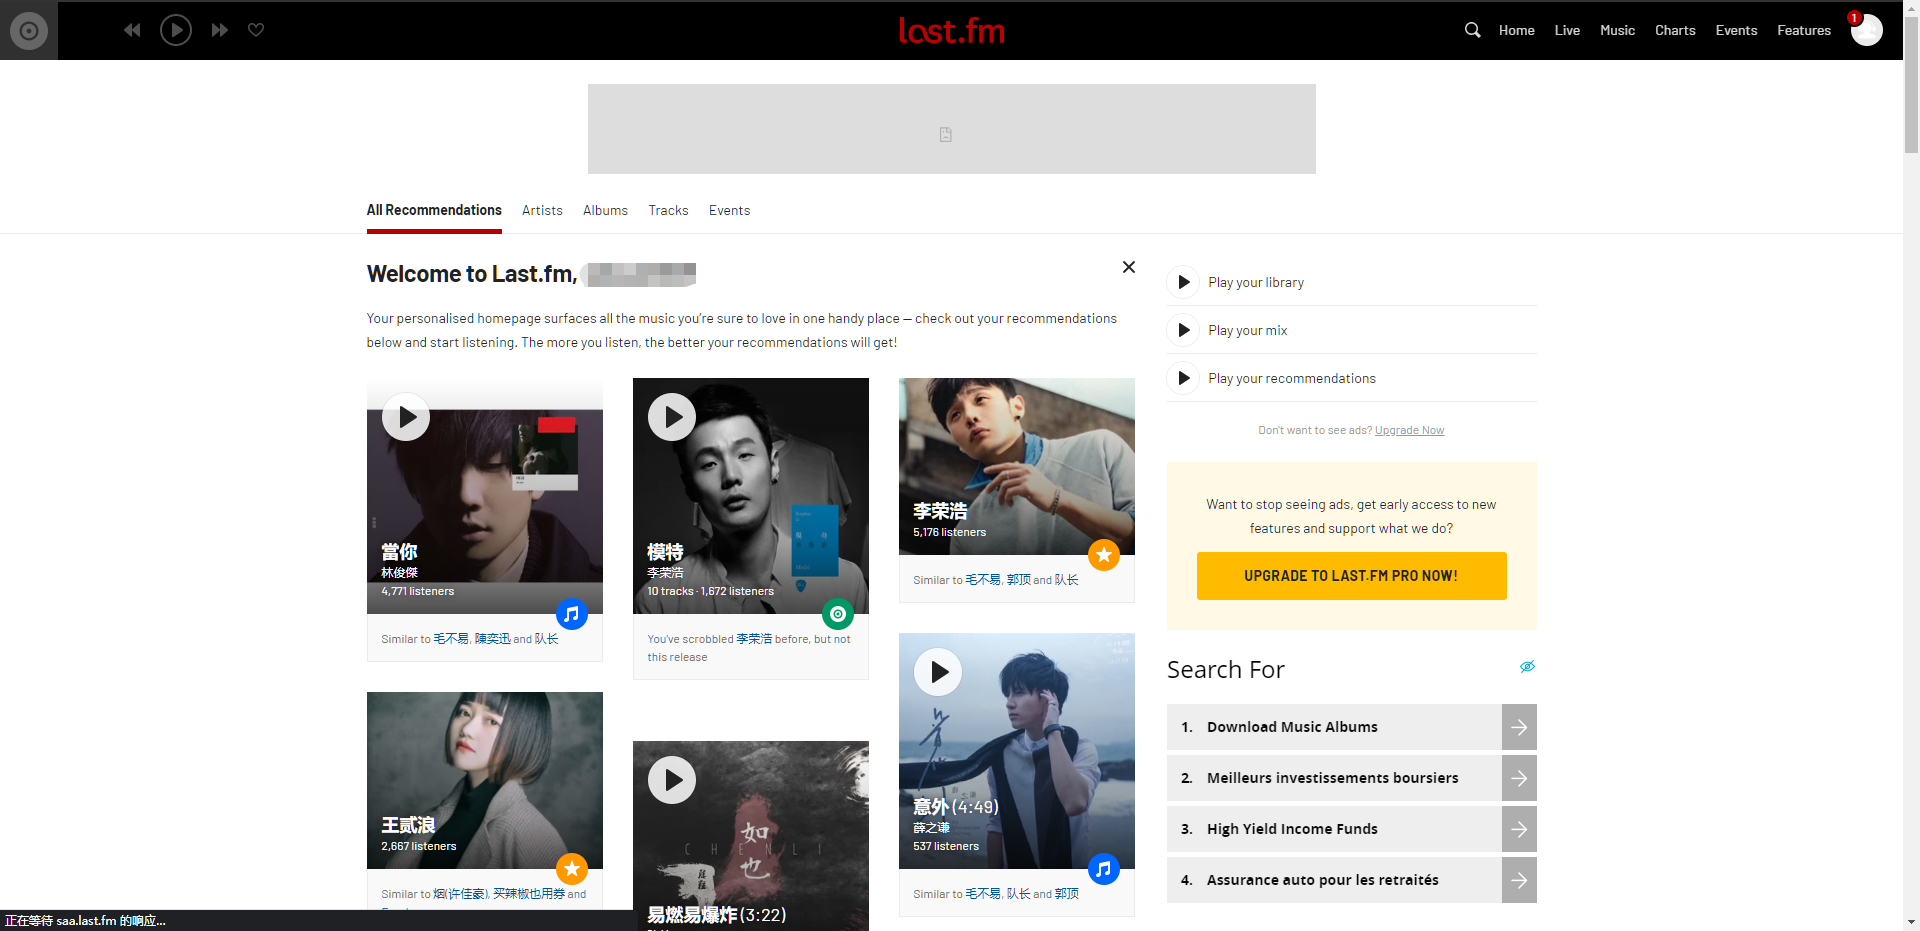 last.fm
Home Live Music Charts Events Features
1
All Recommendations Artists Albums Tracks Events
Welcome to Last.fm,
Your personalised homepage surfaces all the music you're sure to love in one handy place — check out your recommendations
below and start listening. The more you listen, the better your recommendations will get!
當你
林俊傑
4,771 listeners
Similar to 毛不易, 陳奕迅 and 队长
模特
李荣浩
10 tracks · 1,672 listeners
You've scrobbled 李荣浩 before, but not
this release
李荣浩
5,176 listeners
Similar to 毛不易, 郭顶 and 队长
王贰浪
2,667 listeners
Similar to 烟(许佳豪), 买辣椒也用券 and
如也
CHENLI
易燃易爆炸 (3:22)
意外 (4:49)
薛之谦
537 listeners
Similar to 毛不易, 队长 and 郭顶
Play your library
Play your mix
Play your recommendations
Don't want to see ads? Upgrade Now
Want to stop seeing ads, get early access to new
features and support what we do?
UPGRADE TO LAST.FM PRO NOW!
Search For
1. Download Music Albums
2. Meilleurs investissements boursiers
3. High Yield Income Funds
4. Assurance auto pour les retraités
正在等待 saa.last.fm 的响应...